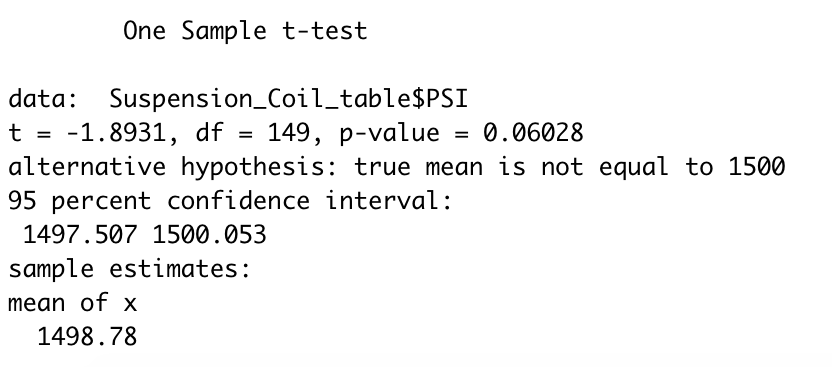 One Sample t-test
data:  Suspension_Coil_table$PSI
t = -1.8931, df = 149, p-value = 0.06028
alternative hypothesis: true mean is not equal to 1500
95 percent confidence interval:
1497.507 1500.053
sample estimates:
mean of x
1498.78